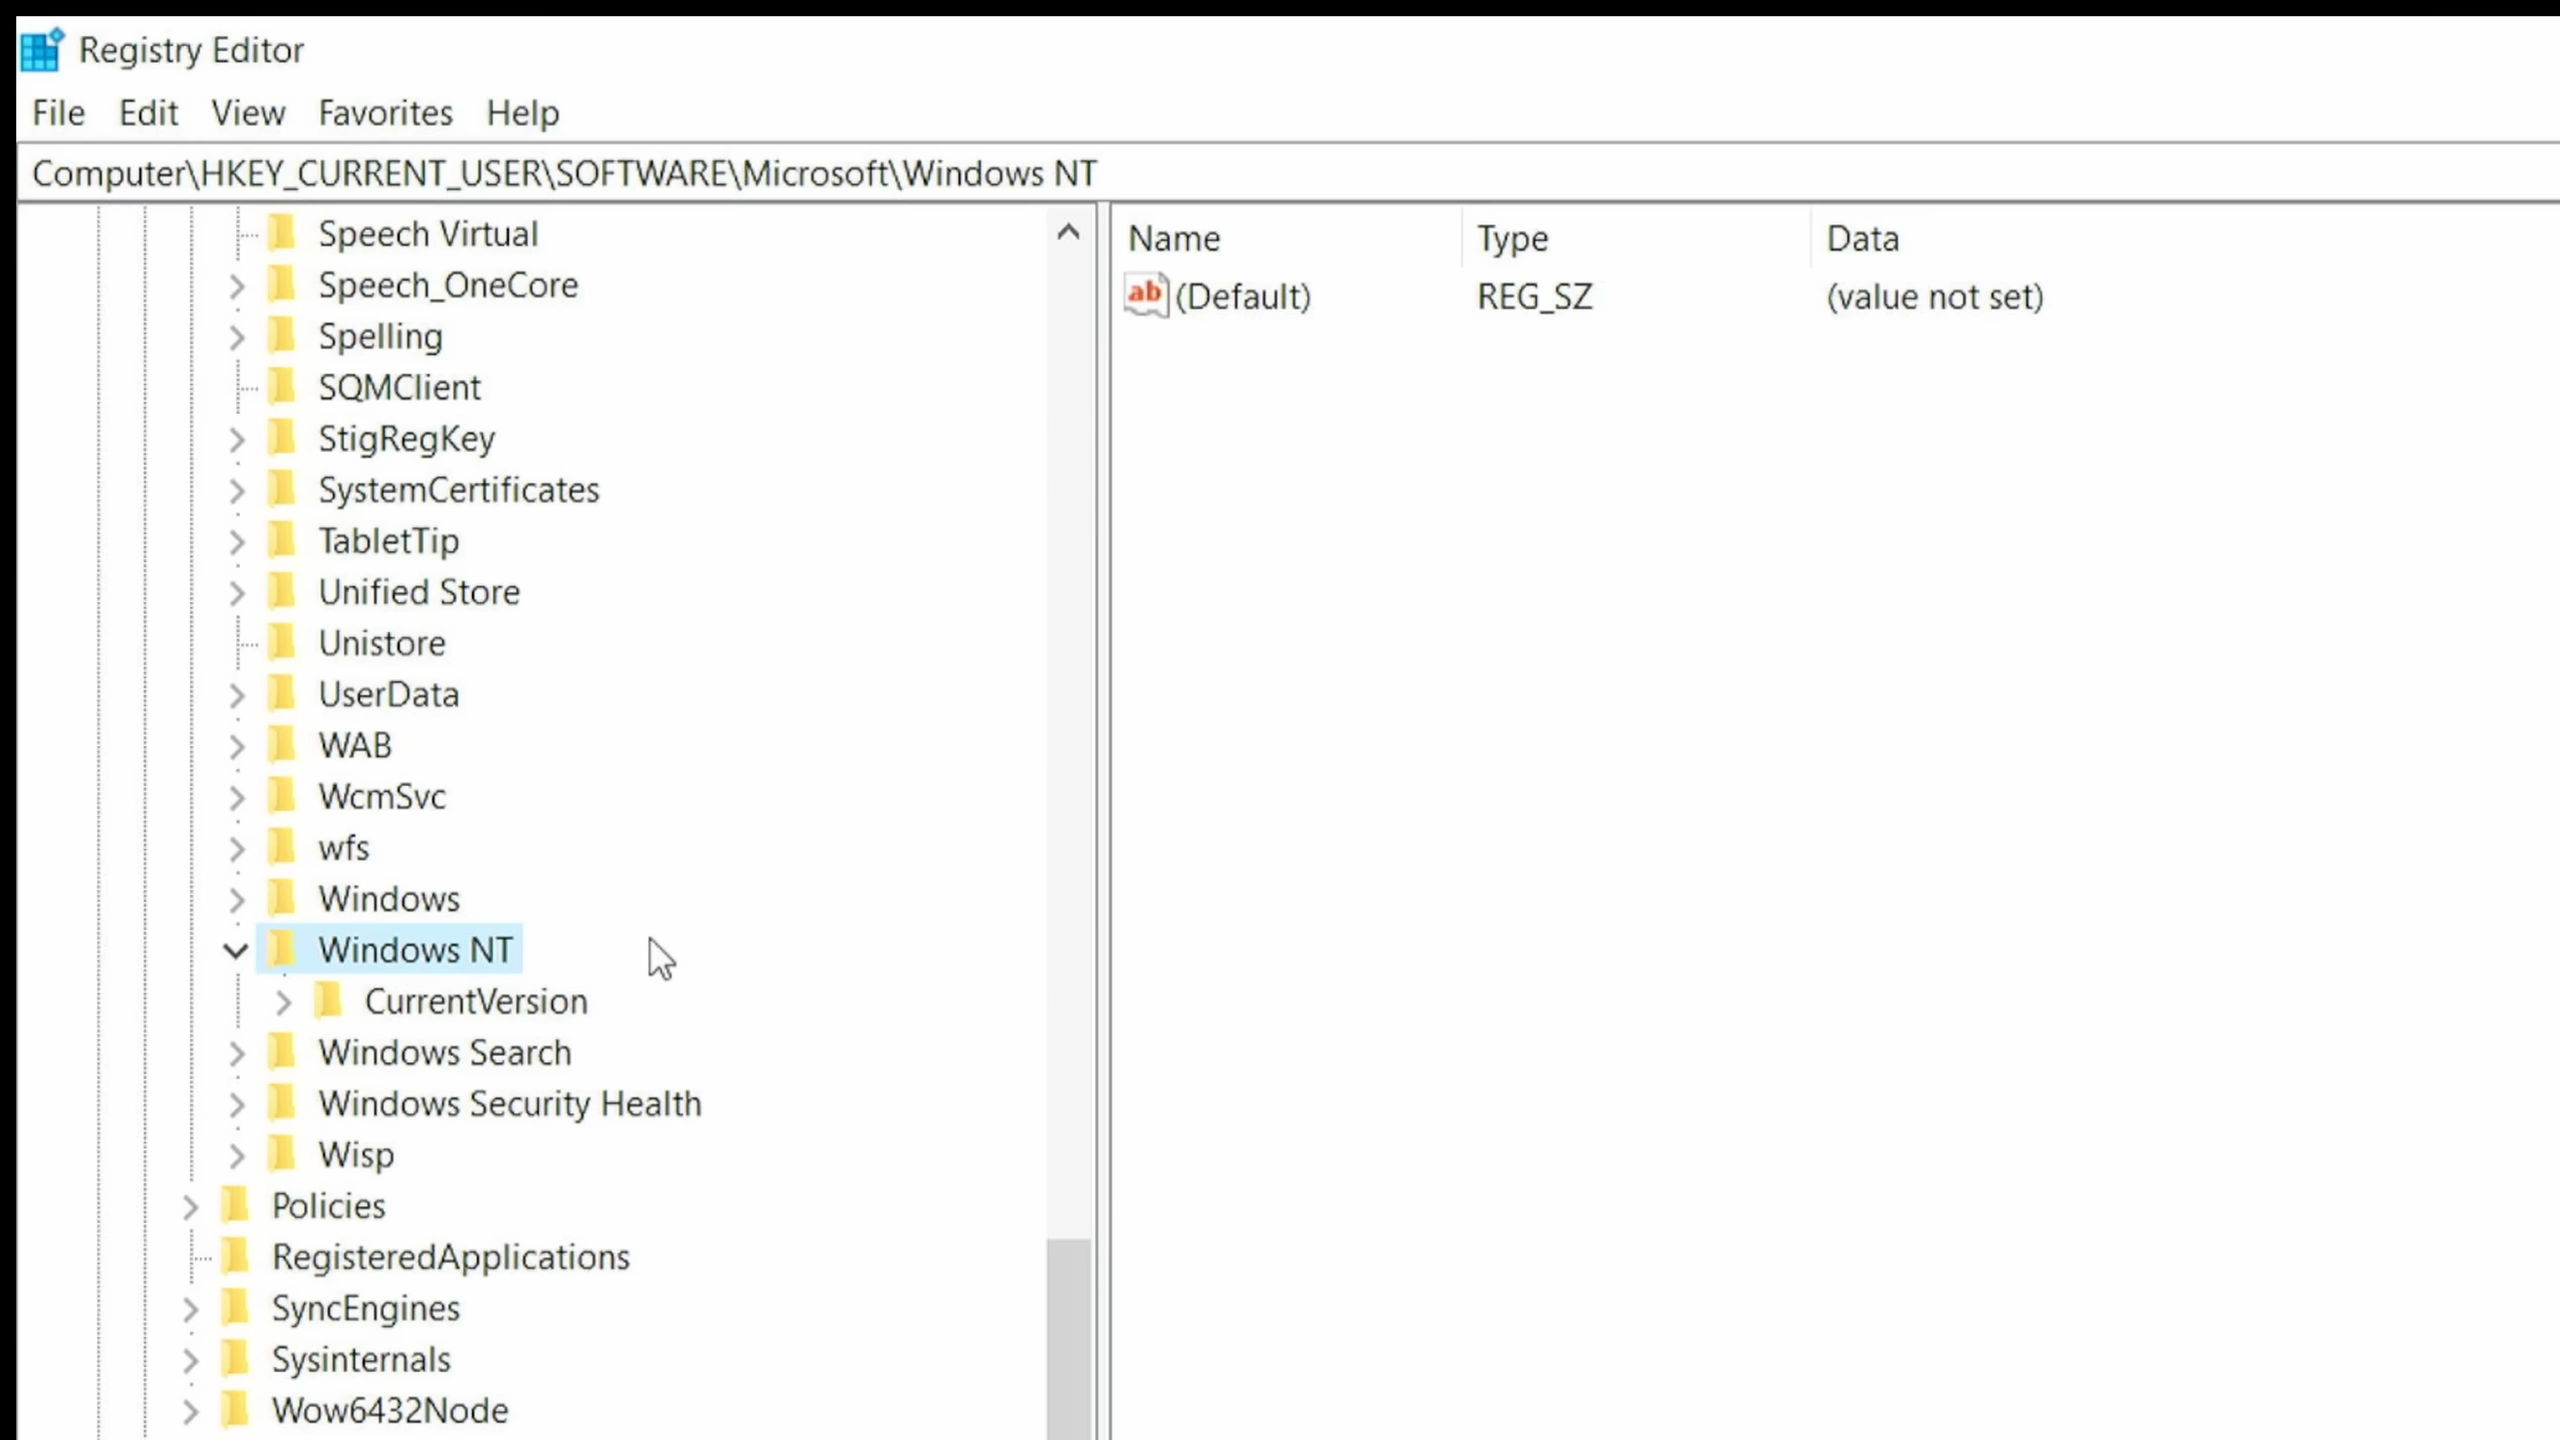 Registry Editor
File Edit View Favorites Help
Computer\HKEY_CURRENT_USER\SOFTWARE\Microsoft\Windows NT
Speech Virtual
Speech_OneCore
Spelling
SQMClient
StigRegKey
SystemCertificates
TabletTip
Unified Store
Unistore
UserData
WAB
WcmSvc
wfs
Windows
Windows NT
CurrentVersion
Windows Search
Windows Security Health
Wisp
Policies
RegisteredApplications
SyncEngines
Sysinternals
Wow6432Node
Name Type Data
ab (Default) REG_SZ (value not set)